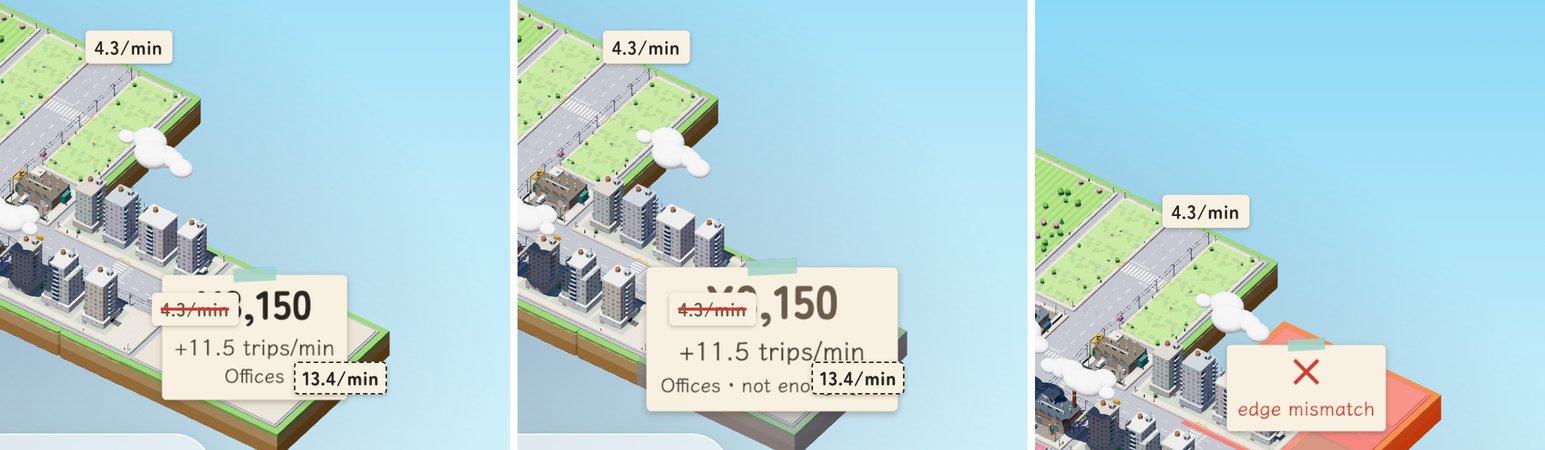 4.3/min
4.3/min
,150
+11.5 trips/min
Offices
13.4/min
4.3/min
4.3/min
,150
+11.5 trips/min
Offices • not eno
13.4/min
4.3/min
edge mismatch